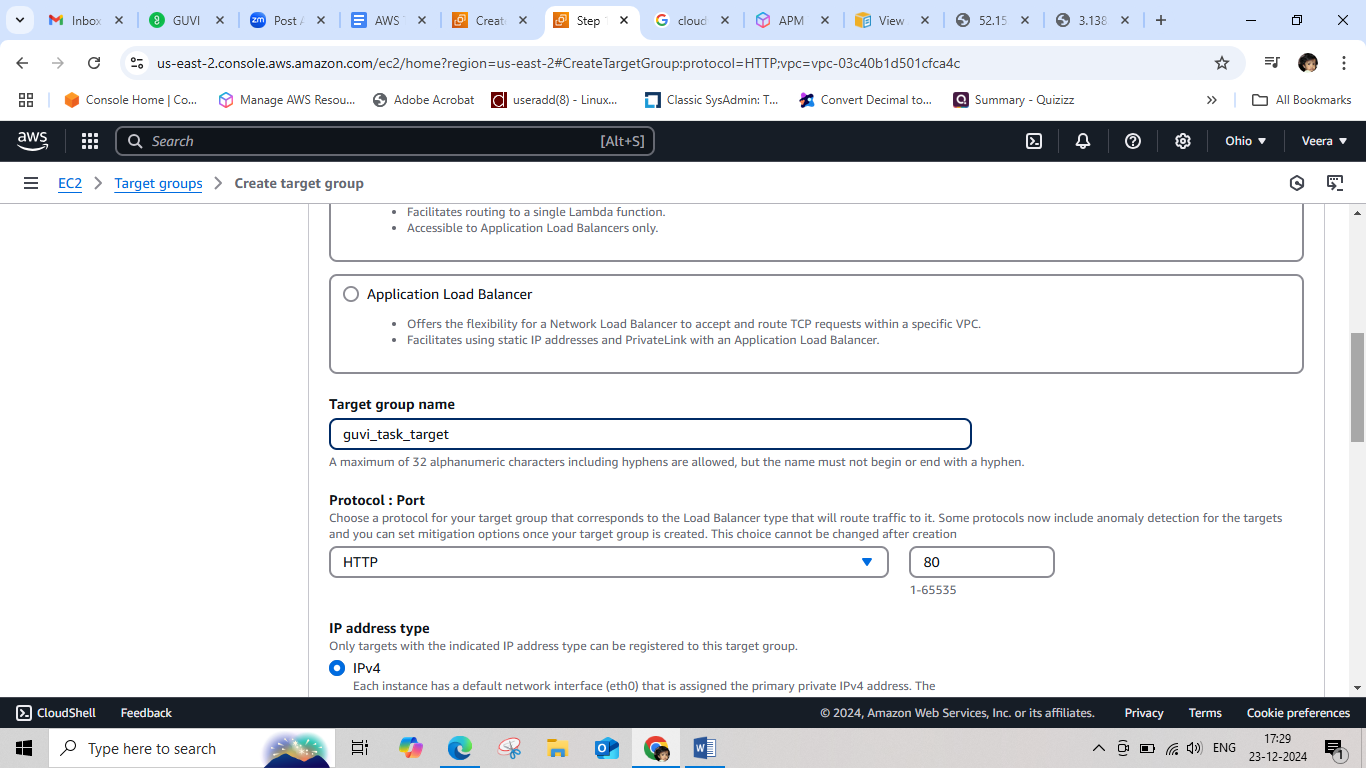 Inbox
GUVI
zm
Post A
AWS
Creat
Step
cloud
APM
View
52.15
3.138
us-east-2.console.aws.amazon.com/ec2/home?region=us-east-2#CreateTargetGroup:protocol=HTTP;vpc=vpc-03c40b1d501cfca4c
Console Home | Co...
Manage AWS Resou...
Adobe Acrobat
useradd(8) - Linux...
Classic SysAdmin: T...
Convert Decimal to...
Summary - Quizizz
All Bookmarks
aws
Search
[Alt+S]
Ohio
Veera
EC2
Target groups
Create target group
Facilitates routing to a single Lambda function.
Accessible to Application Load Balancers only.
Application Load Balancer
Offers the flexibility for a Network Load Balancer to accept and route TCP requests within a specific VPC.
Facilitates using static IP addresses and PrivateLink with an Application Load Balancer.
Target group name
guvi_task_target
A maximum of 32 alphanumeric characters including hyphens are allowed, but the name must not begin or end with a hyphen.
Protocol : Port
Choose a protocol for your target group that corresponds to the Load Balancer type that will route traffic to it. Some protocols now include anomaly detection for the targets
and you can set mitigation options once your target group is created. This choice cannot be changed after creation
HTTP
80
1-65535
IP address type
Only targets with the indicated IP address type can be registered to this target group.
IPv4
Each instance has a default network interface (eth0) that is assigned the primary private IPv4 address. The
CloudShell
Feedback
© 2024, Amazon Web Services, Inc. or its affiliates.
Privacy
Terms
Cookie preferences
Type here to search
ENG
17:29
23-12-2024
1